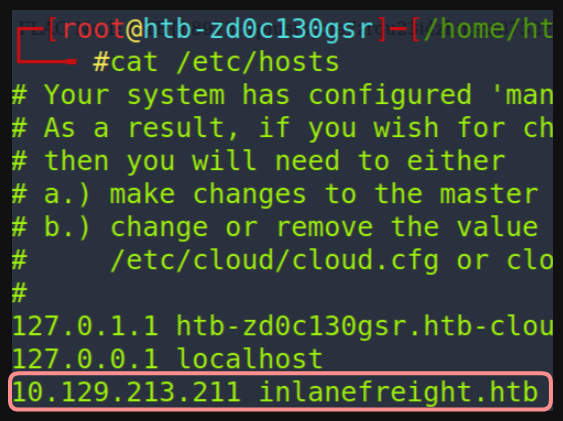 [root@htb-zd0c130gsr]─[/home/ht
#cat /etc/hosts
# Your system has configured 'man
# As a result, if you wish for ch
# then you will need to either
# a.) make changes to the master
# b.) change or remove the value
#     /etc/cloud/cloud.cfg or clo
#
127.0.1.1 htb-zd0c130gsr.htb-clou
127.0.0.1 localhost
10.129.213.211 inlanefreight.htb